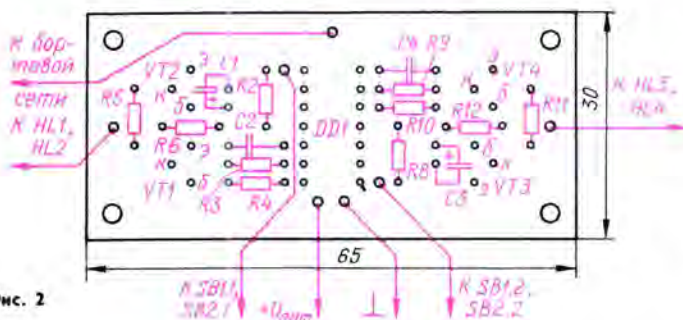 К бор-
товой
сети
К HL1,
HL2
VT2
Э
C1
К
R2
R5
б
C2
DD1
R6
Э
К
VT1
б
R3
R4
C4
R9
Э
К
VT4
б
R11
R12
R10
R8
б
К
C3
Э
VT3
К HL3,
HL4
30
65
К SB1.1,
SB2.1
+Uпит
⊥
К SB1.2,
SB2.2
Рис. 2